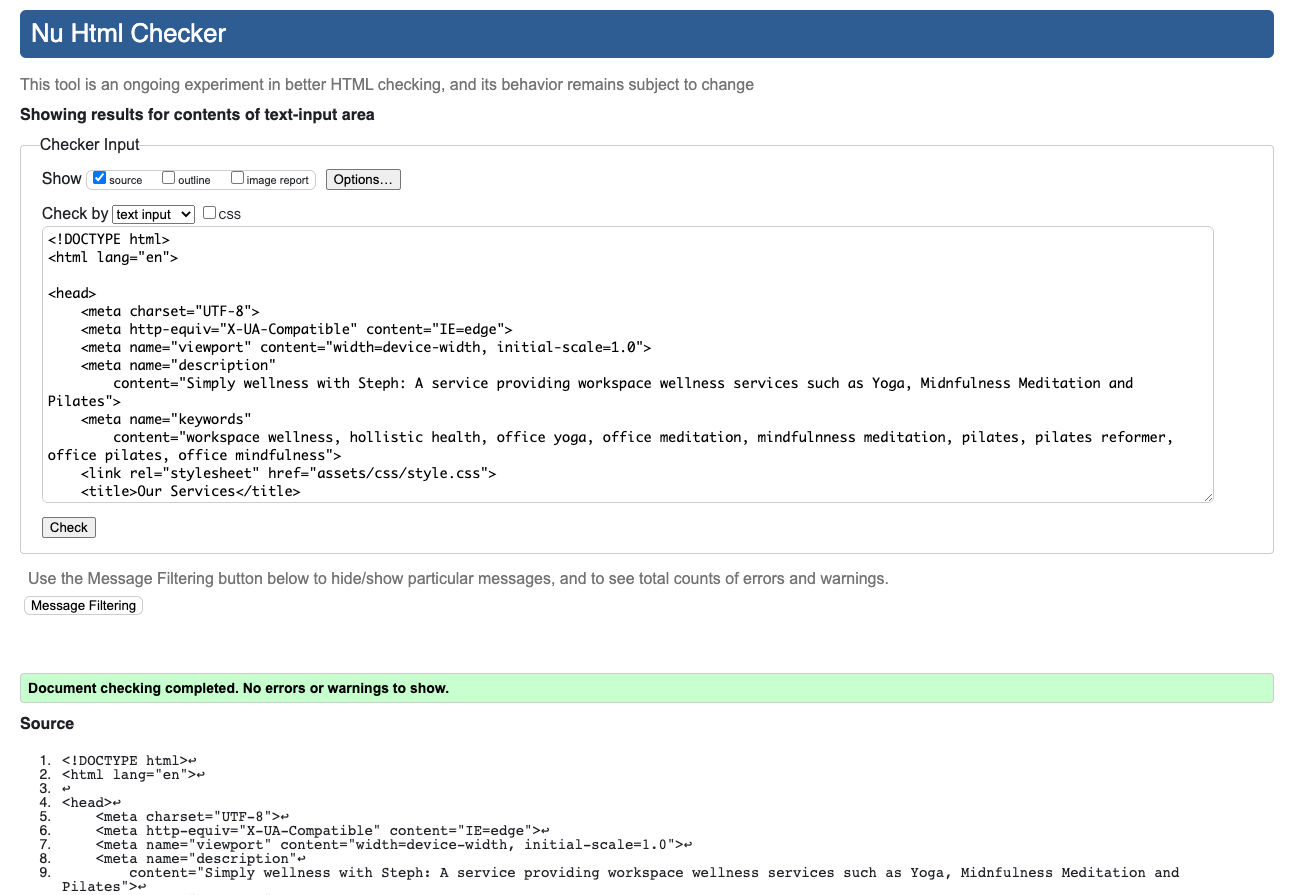 Nu Html Checker
This tool is an ongoing experiment in better HTML checking, and its behavior remains subject to change
Showing results for contents of text-input area
Checker Input
Show source outline image report Options...
Check by text input css
<!DOCTYPE html>
<html lang="en">
<head>
<meta charset="UTF-8">
<meta http-equiv="X-UA-Compatible" content="IE=edge">
<meta name="viewport" content="width=device-width, initial-scale=1.0">
<meta name="description"
content="Simply wellness with Steph: A service providing workspace wellness services such as Yoga, Midnfulness Meditation and
Pilates">
<meta name="keywords"
content="workspace wellness, hollistic health, office yoga, office meditation, mindfulnness meditation, pilates, pilates reformer,
office pilates, office mindfulness">
<link rel="stylesheet" href="assets/css/style.css">
<title>Our Services</title>
Check
Use the Message Filtering button below to hide/show particular messages, and to see total counts of errors and warnings.
Message Filtering
Document checking completed. No errors or warnings to show.
Source
1. <!DOCTYPE html>↩
2. <html lang="en">↩
3. ↩
4. <head>↩
5. <meta charset="UTF-8">↩
6. <meta http-equiv="X-UA-Compatible" content="IE=edge">↩
7. <meta name="viewport" content="width=device-width, initial-scale=1.0">↩
8. <meta name="description"↩
9. content="Simply wellness with Steph: A service providing workspace wellness services such as Yoga, Midnfulness Meditation and
Pilates">↩